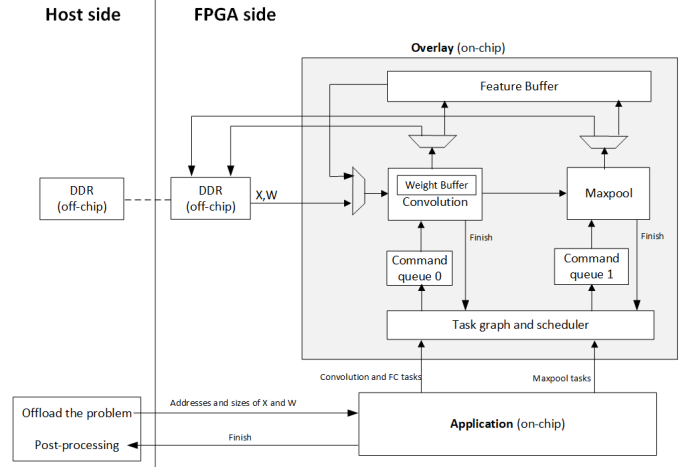 Host side
FPGA side
Overlay (on-chip)
Feature Buffer
DDR
(off-chip)
DDR
(off-chip)
X,W
Weight Buffer
Convolution
Maxpool
Finish
Finish
Command
queue 0
Command
queue 1
Task graph and scheduler
Convolution and FC tasks
Maxpool tasks
Offload the problem
Addresses and sizes of X and W
Application (on-chip)
Post-processing
Finish